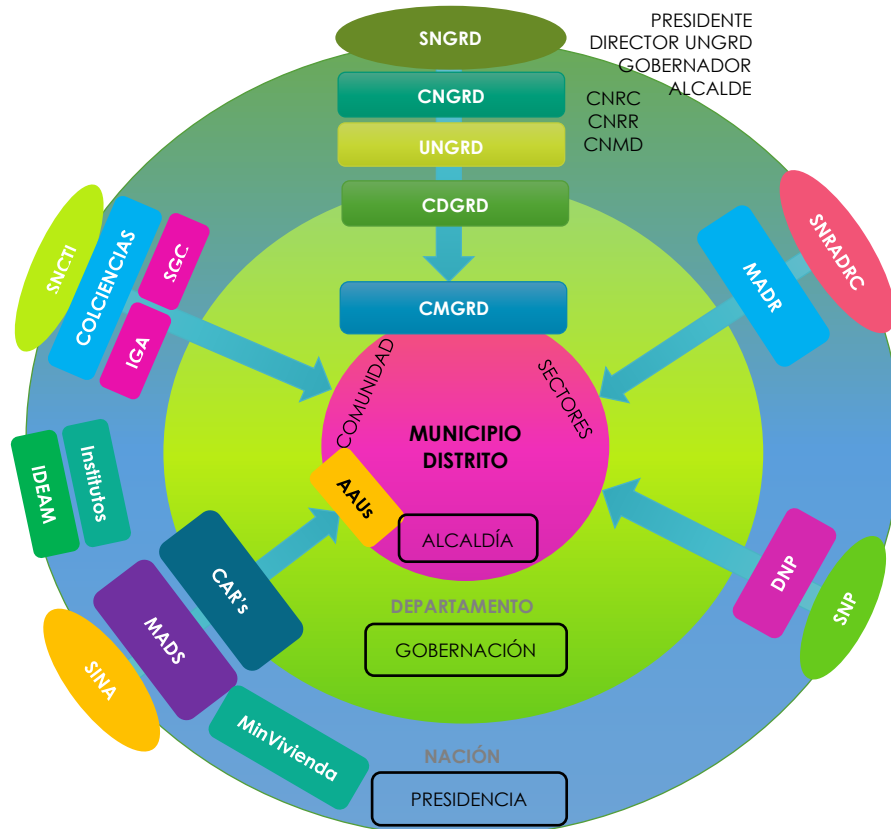 SNGRD
PRESIDENTE
DIRECTOR UNGRD
GOBERNADOR
ALCALDE
CNGRD
CNRC
CNRR
CNMD
UNGRD
CDGRD
CMGRD
SNCTI
COLCIENCIAS
SGC
IGA
SNRADRC
MADR
COMUNIDAD
SECTORES
MUNICIPIO
DISTRITO
AAUs
ALCALDÍA
IDEAM
Institutos
CAR's
MADS
SINA
MinVivienda
DNP
SNP
DEPARTAMENTO
GOBERNACIÓN
NACIÓN
PRESIDENCIA